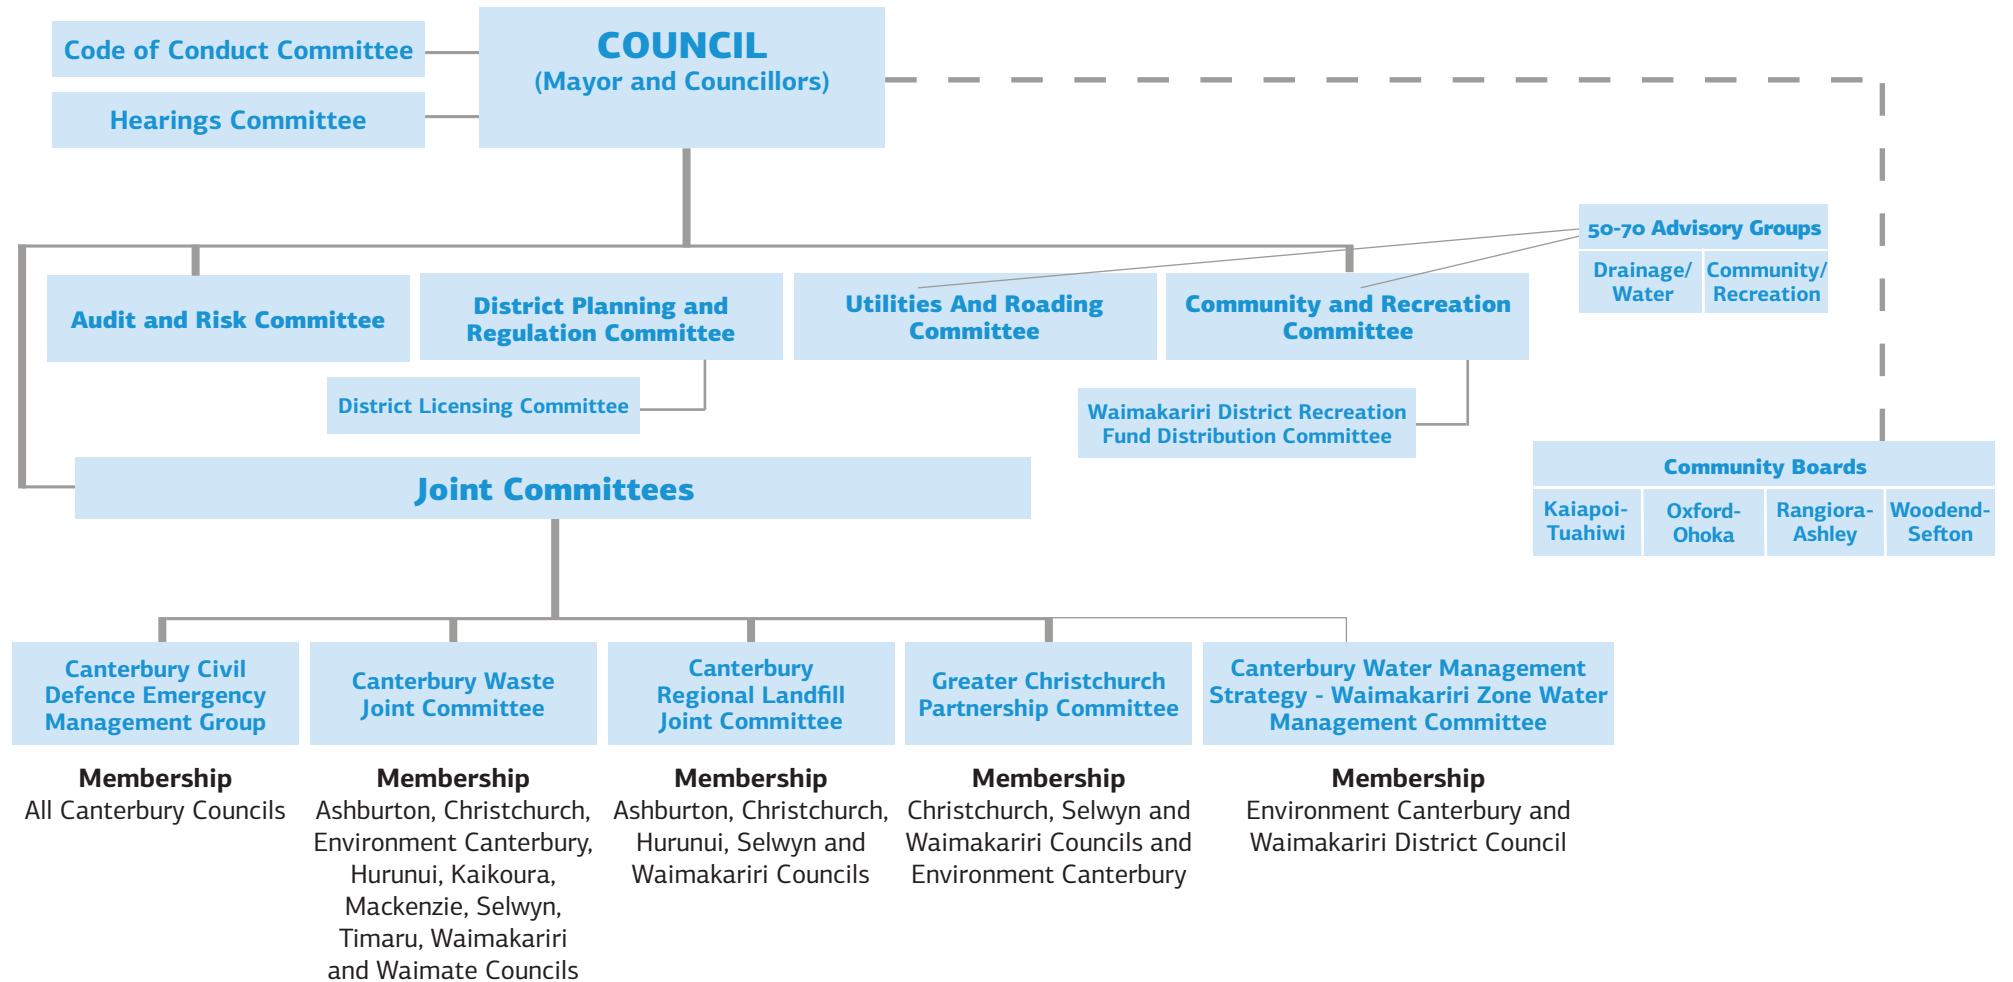 Code of Conduct Committee
Hearings Committee
COUNCIL
(Mayor and Councillors)
50-70 Advisory Groups
Drainage/
Water
Community/
Recreation
Audit and Risk Committee
District Planning and
Regulation Committee
Utilities And Roading
Committee
Community and Recreation
Committee
District Licensing Committee
Waimakariri District Recreation
Fund Distribution Committee
Community Boards
Kaiapoi-
Tuahiwi
Oxford-
Ohoka
Rangiora-
Ashley
Woodend-
Sefton
Joint Committees
Canterbury Civil
Defence Emergency
Management Group
Membership
All Canterbury Councils
Canterbury Waste
Joint Committee
Membership
Ashburton, Christchurch,
Environment Canterbury,
Hurunui, Kaikoura,
Mackenzie, Selwyn,
Timaru, Waimakariri
and Waimate Councils
Canterbury
Regional Landfill
Joint Committee
Membership
Ashburton, Christchurch,
Hurunui, Selwyn and
Waimakariri Councils
Greater Christchurch
Partnership Committee
Membership
Christchurch, Selwyn and
Waimakariri Councils and
Environment Canterbury
Canterbury Water Management
Strategy - Waimakariri Zone Water
Management Committee
Membership
Environment Canterbury and
Waimakariri District Council